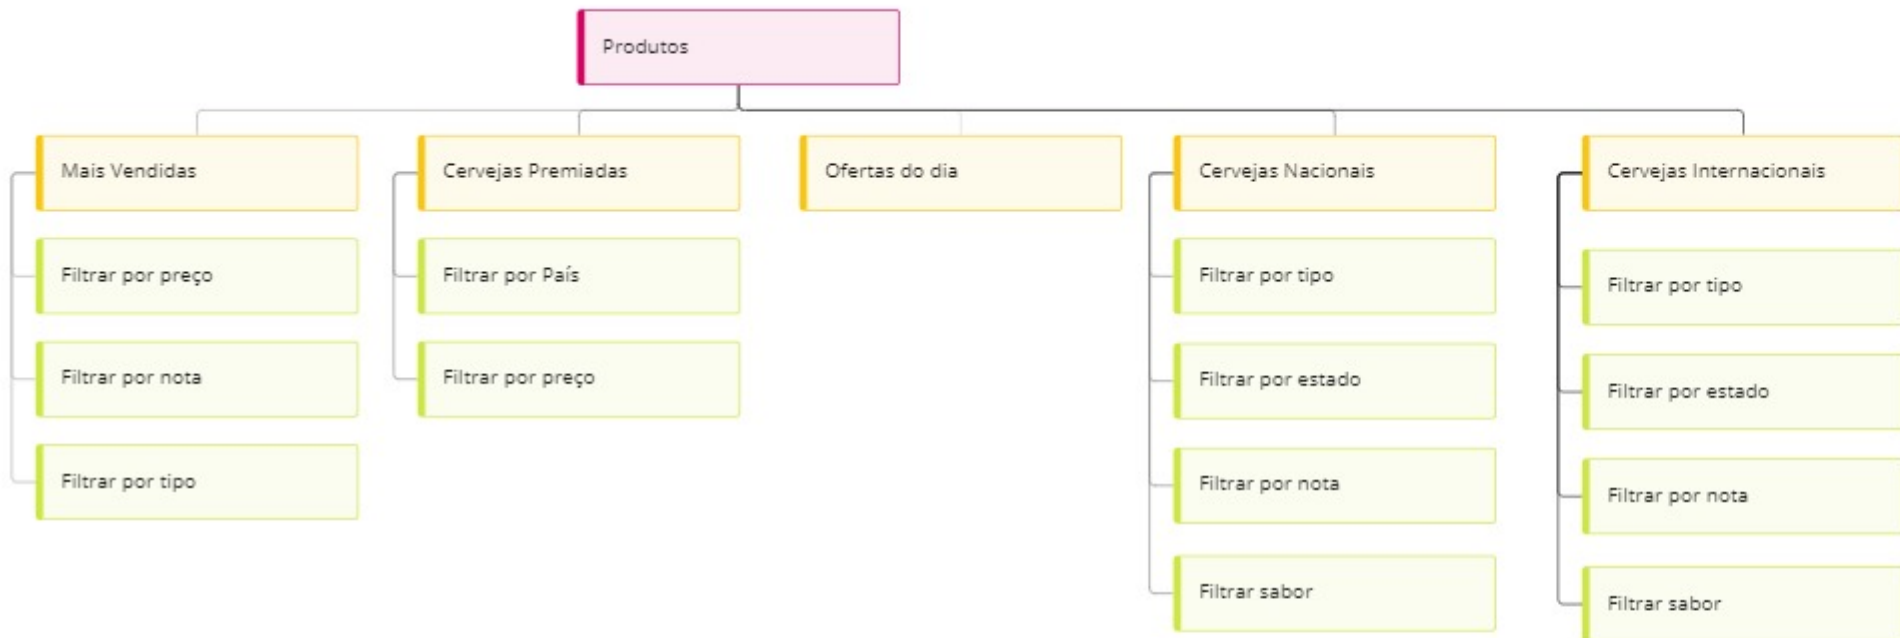 Produtos
Mais Vendidas
Filtrar por preço
Filtrar por nota
Filtrar por tipo
Cervejas Premiadas
Filtrar por País
Filtrar por preço
Ofertas do dia
Cervejas Nacionais
Filtrar por tipo
Filtrar por estado
Filtrar por nota
Filtrar sabor
Cervejas Internacionais
Filtrar por tipo
Filtrar por estado
Filtrar por nota
Filtrar sabor